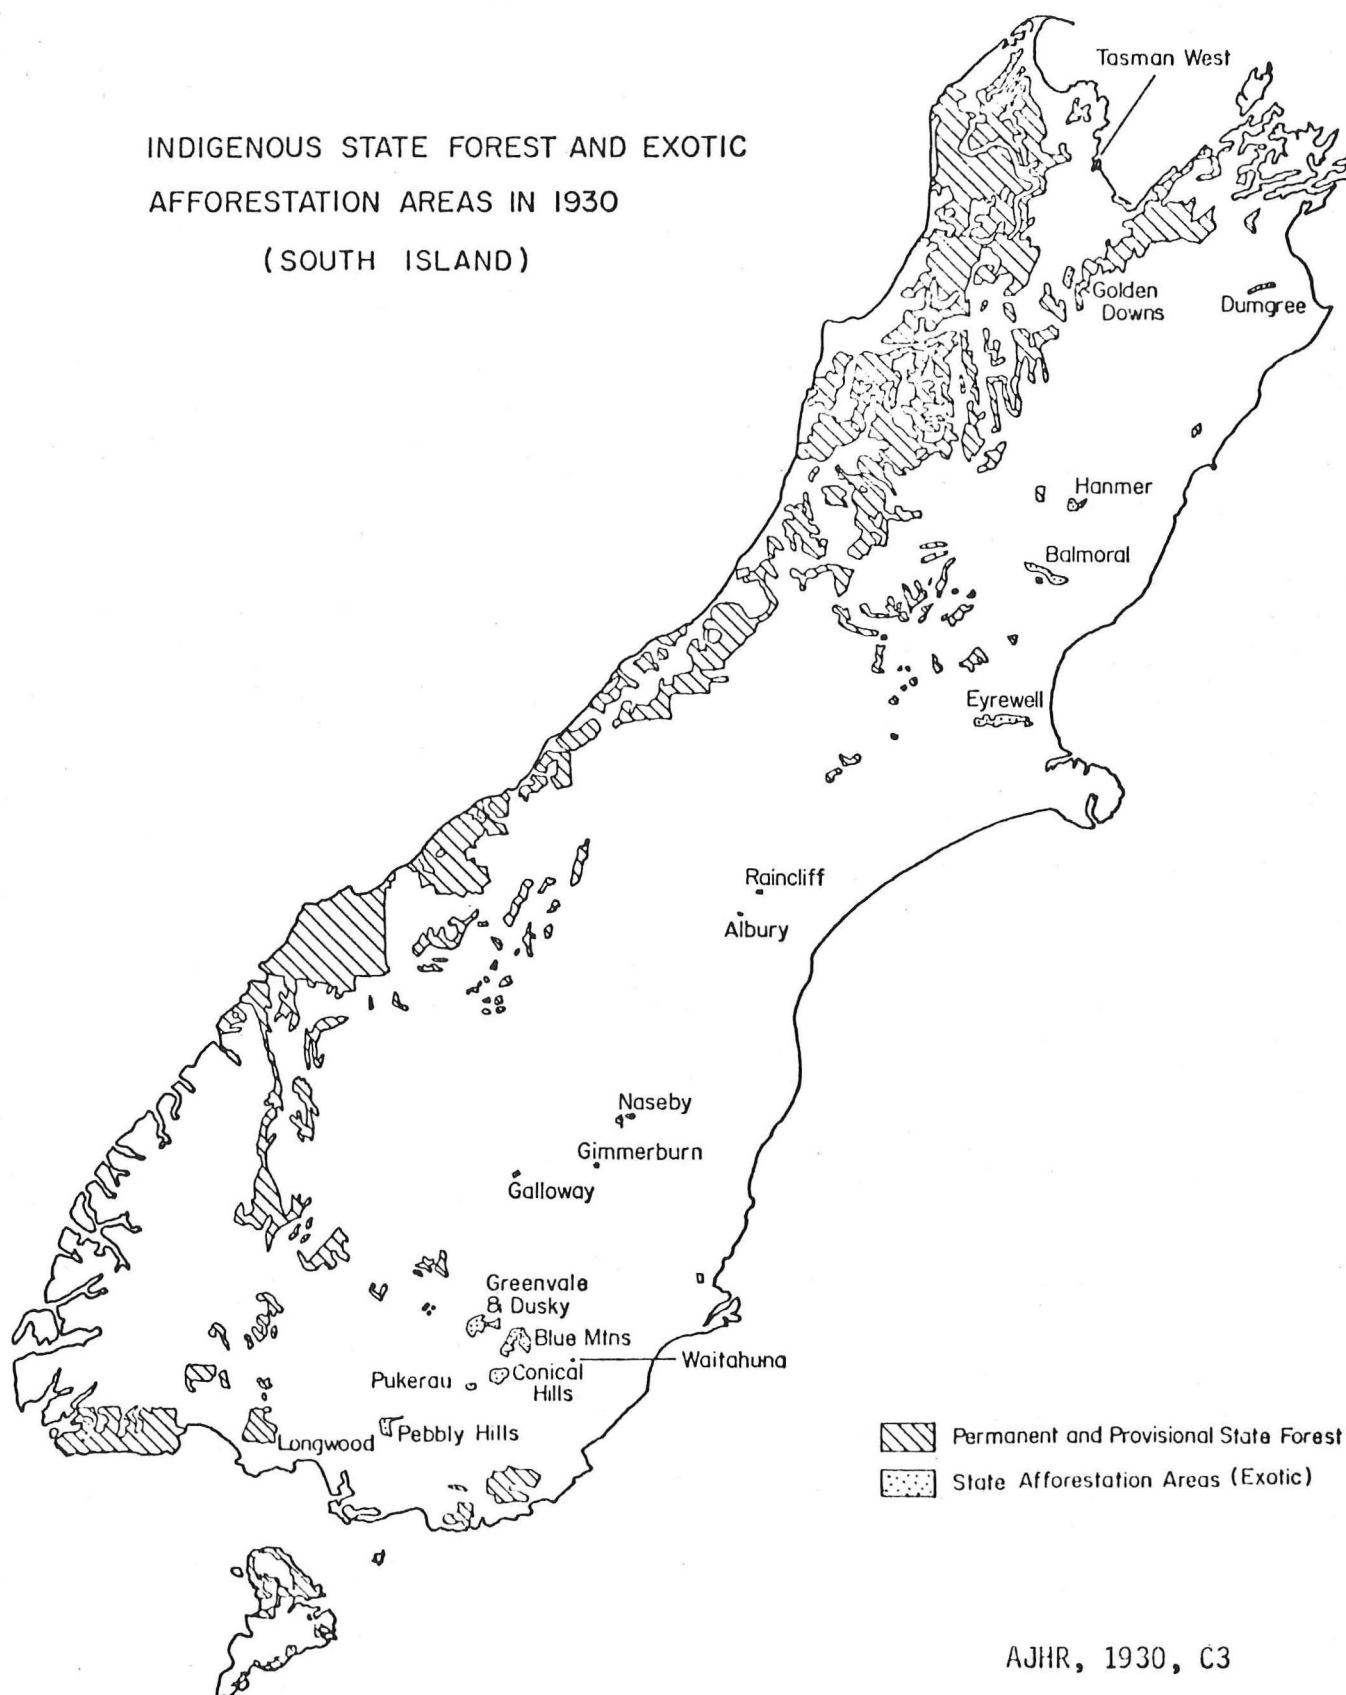 INDIGENOUS STATE FOREST AND EXOTIC
AFFORESTATION AREAS IN 1930
(SOUTH ISLAND)
Tasman West
Golden
Downs
Dumgree
Hanmer
Balmoral
Eyrewell
Raincliff
Albury
Naseby
Gimmerburn
Galloway
Greenvale
& Dusky
Blue Mtns
Waitahuna
Conical
Hills
Pukerau
Pebbly Hills
Longwood
Permanent and Provisional State Forest
State Afforestation Areas (Exotic)
AJHR, 1930, C3